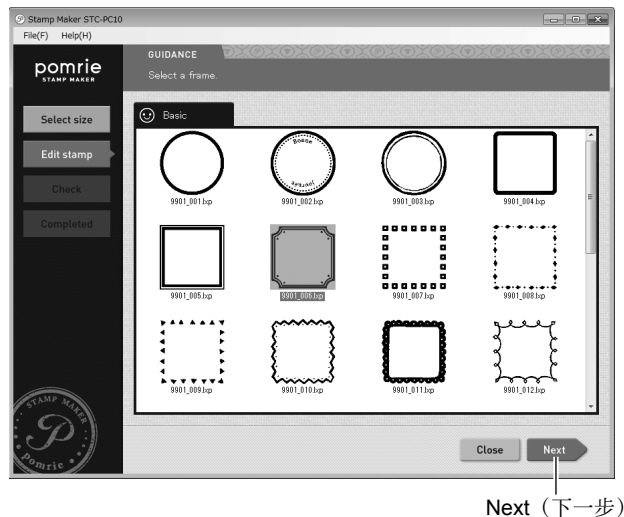 Stamp Maker STC-PC10
File(F) Help(H)
pomrie
STAMP MAKER
GUIDANCE
Select a frame.
Select size
Edit stamp
Check
Completed
Basic
Bonne
Journée
9901_001.lxp 9901_002.lxp 9901_003.lxp 9901_004.lxp
9901_005.lxp 9901_006.lxp 9901_007.lxp 9901_008.lxp
9901_009.lxp 9901_010.lxp 9901_011.lxp 9901_012.lxp
STAMP MAKER
P
pomrie
Close Next
Next（下一步）